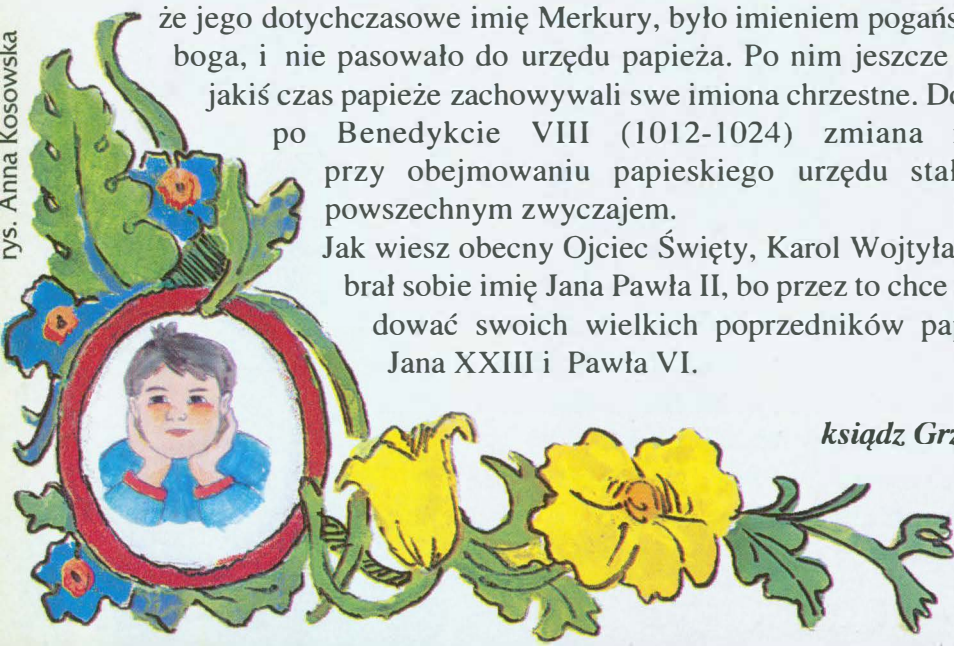 że jego dotychczasowe imię Merkury, było imieniem pogańs
boga, i nie pasowało do urzędu papieża. Po nim jeszcze
jakiś czas papieże zachowywali swe imiona chrzestne. Do
po Benedykcie VIII (1012-1024) zmiana
przy obejmowaniu papieskiego urzędu stał
powszechnym zwyczajem.
Jak wiesz obecny Ojciec Święty, Karol Wojtyła
brał sobie imię Jana Pawła II, bo przez to chce
dować swoich wielkich poprzedników pap
Jana XXIII i Pawła VI.
ksiądz Grz
rys. Anna Kosowska